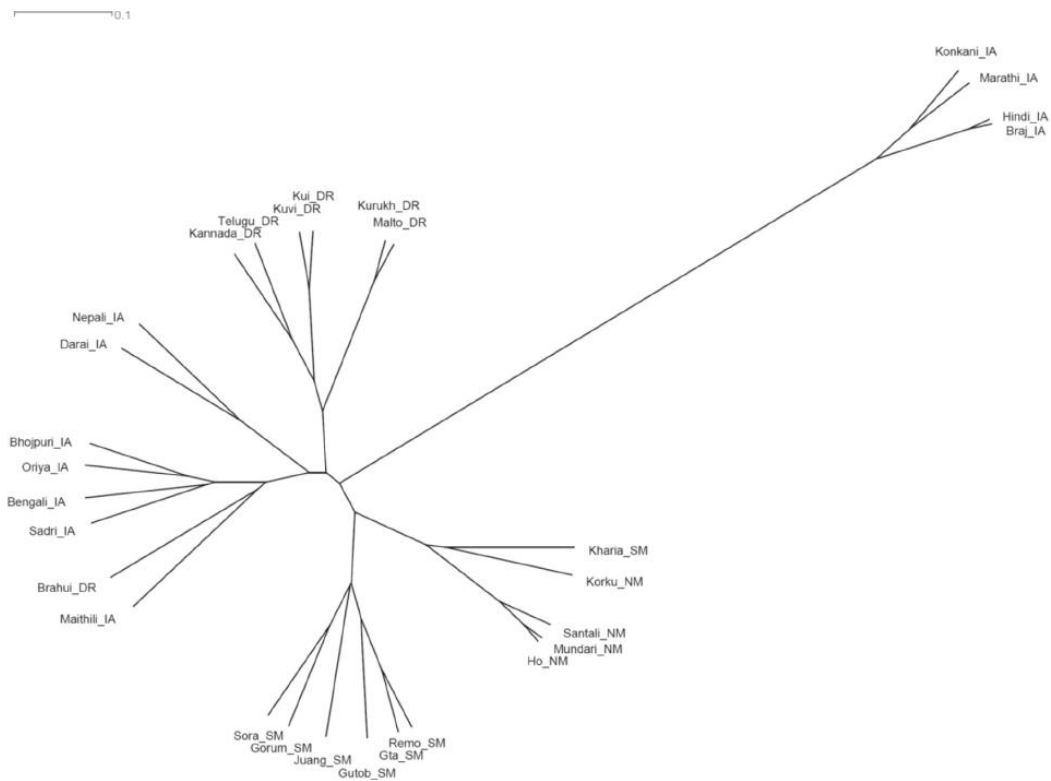 0.1
Konkani_IA
Marathi_IA
Hindi_IA
Braj_IA
Kui_DR
Kuvi_DR
Kurukh_DR
Malto_DR
Telugu_DR
Kannada_DR
Nepali_IA
Darai_IA
Bhojpuri_IA
Oriya_IA
Bengali_IA
Sadri_IA
Brahui_DR
Maithili_IA
Kharia_SM
Korku_NM
Santali_NM
Mundari_NM
Ho_NM
Sora_SM
Gorum_SM
Juang_SM
Gutob_SM
Gta_SM
Remo_SM